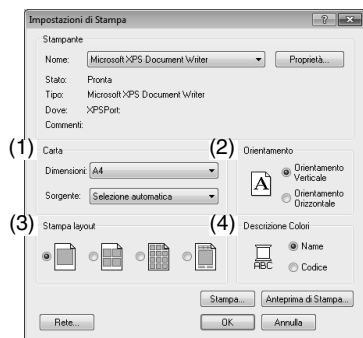 Impostazioni di Stampa
Stampante
Nome: Microsoft XPS Document Writer Proprietà...
Stato: Pronta
Tipo: Microsoft XPS Document Writer
Dove: XPSPort:
Commenti:
(1) Carta
Dimensioni: A4
Sorgente: Selezione automatica
(2) Orientamento
A
Orientamento Verticale
Orientamento Orizzontale
(3) Stampa layout
(4) Descrizione Colori
ABC
Name
Codice
Stampa... Anteprima di Stampa...
Rete... OK Annulla